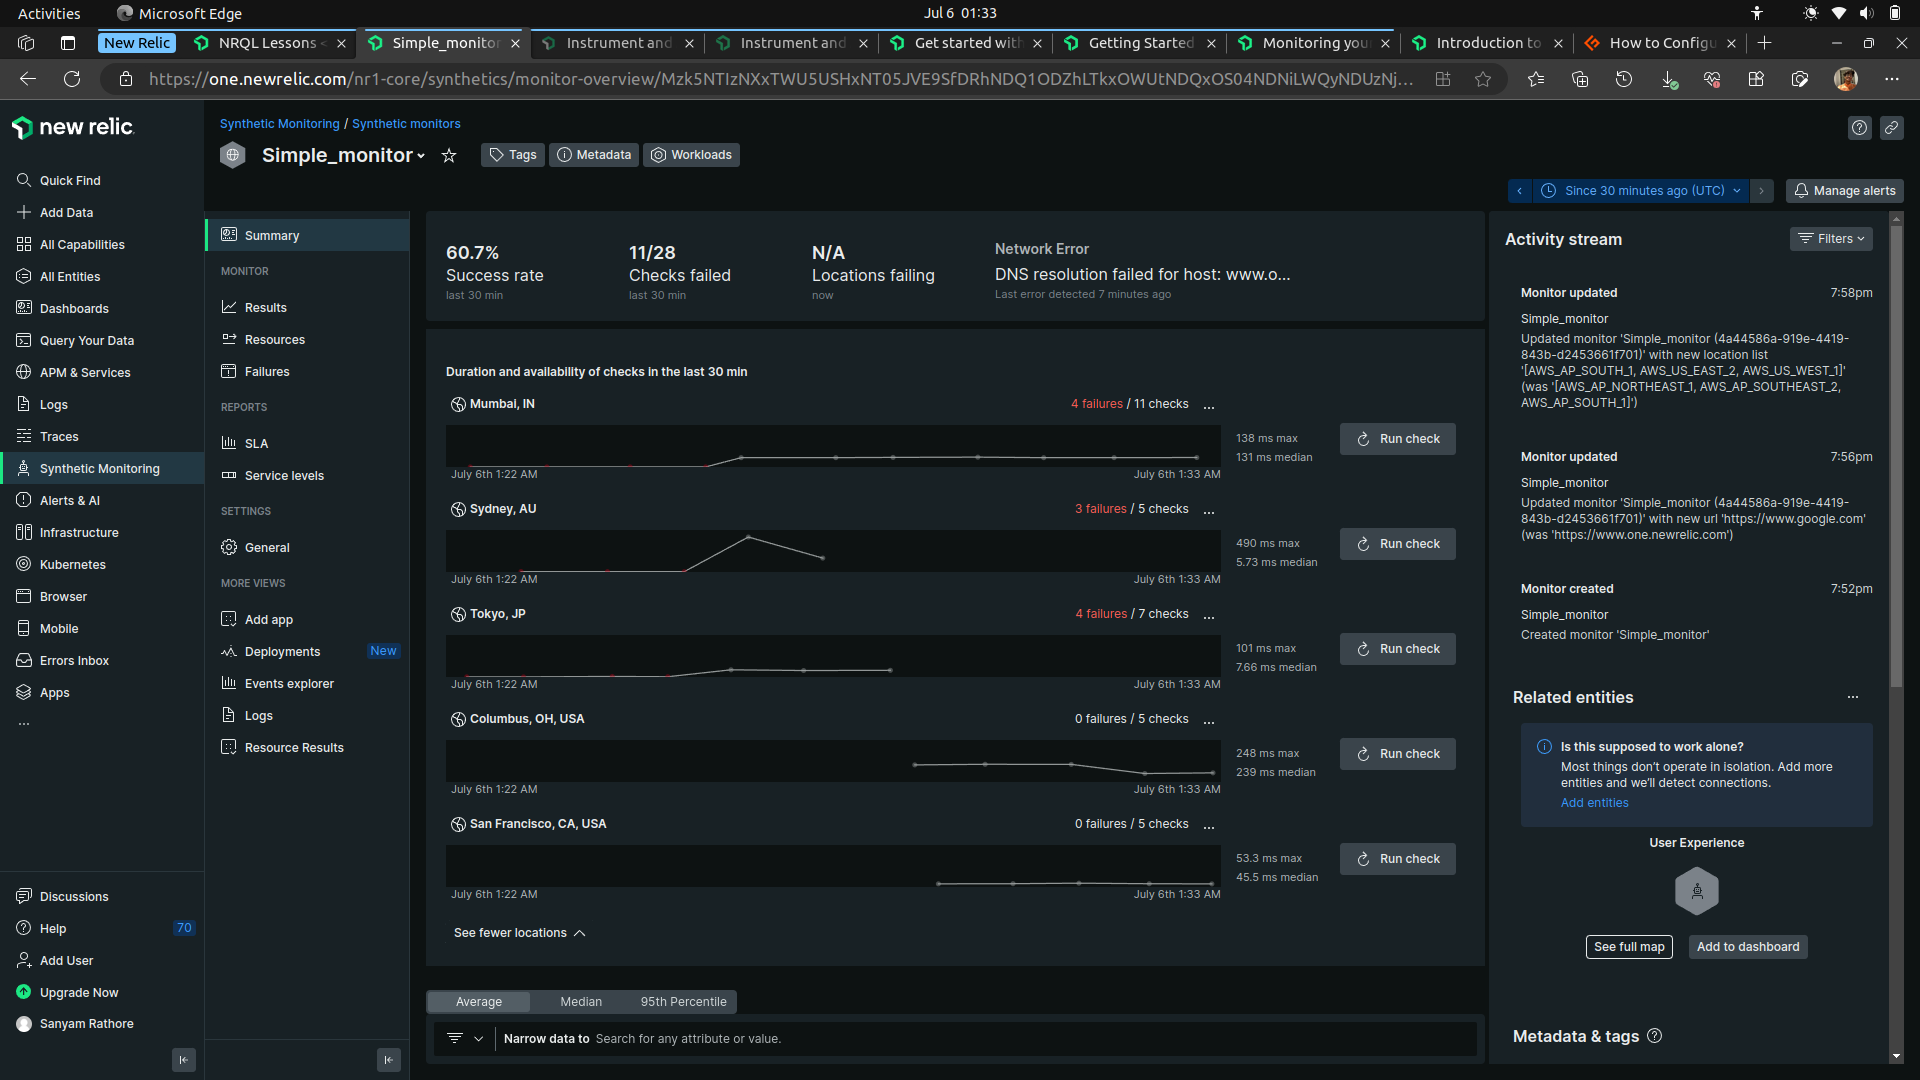 Activities
Microsoft Edge
Jul 6 01:33
New Relic
NRQL Lessons
Simple_monitor
Instrument and
Instrument and
Get started with
Getting Started
Monitoring your
Introduction to
How to Configu
https://one.newrelic.com/nr1-core/synthetics/monitor-overview/Mzk5NTIzNXxTWU5USHxNT05JVE9SfDRhNDQ1ODZhLTkxOWUtNDQxOS04NDNiLWQyNDUzNj...
new relic
Quick Find
Add Data
All Capabilities
All Entities
Dashboards
Query Your Data
APM & Services
Logs
Traces
Synthetic Monitoring
Alerts & AI
Infrastructure
Kubernetes
Browser
Mobile
Errors Inbox
Apps
...
Discussions
Help 70
Add User
Upgrade Now
Sanyam Rathore
Synthetic Monitoring / Synthetic monitors
Simple_monitor
Tags
Metadata
Workloads
Since 30 minutes ago (UTC)
Manage alerts
Summary
MONITOR
Results
Resources
Failures
REPORTS
SLA
Service levels
SETTINGS
General
MORE VIEWS
Add app
Deployments New
Events explorer
Logs
Resource Results
60.7%
Success rate
last 30 min
11/28
Checks failed
last 30 min
N/A
Locations failing
now
Network Error
DNS resolution failed for host: www.o...
Last error detected 7 minutes ago
Duration and availability of checks in the last 30 min
Mumbai, IN
4 failures / 11 checks ...
138 ms max
131 ms median
Run check
July 6th 1:22 AM
July 6th 1:33 AM
Sydney, AU
3 failures / 5 checks ...
490 ms max
5.73 ms median
Run check
July 6th 1:22 AM
July 6th 1:33 AM
Tokyo, JP
4 failures / 7 checks ...
101 ms max
7.66 ms median
Run check
July 6th 1:22 AM
July 6th 1:33 AM
Columbus, OH, USA
0 failures / 5 checks ...
248 ms max
239 ms median
Run check
July 6th 1:22 AM
July 6th 1:33 AM
San Francisco, CA, USA
0 failures / 5 checks ...
53.3 ms max
45.5 ms median
Run check
July 6th 1:22 AM
July 6th 1:33 AM
See fewer locations
Average
Median
95th Percentile
Narrow data to Search for any attribute or value.
Activity stream
Filters
Monitor updated 7:58pm
Simple_monitor
Updated monitor 'Simple_monitor (4a44586a-919e-4419-
843b-d2453661f701)' with new location list
'[AWS_AP_SOUTH_1, AWS_US_EAST_2, AWS_US_WEST_1]'
(was '[AWS_AP_NORTHEAST_1, AWS_AP_SOUTHEAST_2,
AWS_AP_SOUTH_1]')
Monitor updated 7:56pm
Simple_monitor
Updated monitor 'Simple_monitor (4a44586a-919e-4419-
843b-d2453661f701)' with new url 'https://www.google.com'
(was 'https://www.one.newrelic.com')
Monitor created 7:52pm
Simple_monitor
Created monitor 'Simple_monitor'
Related entities ...
Is this supposed to work alone?
Most things don't operate in isolation. Add more
entities and we'll detect connections.
Add entities
User Experience
See full map
Add to dashboard
Metadata & tags